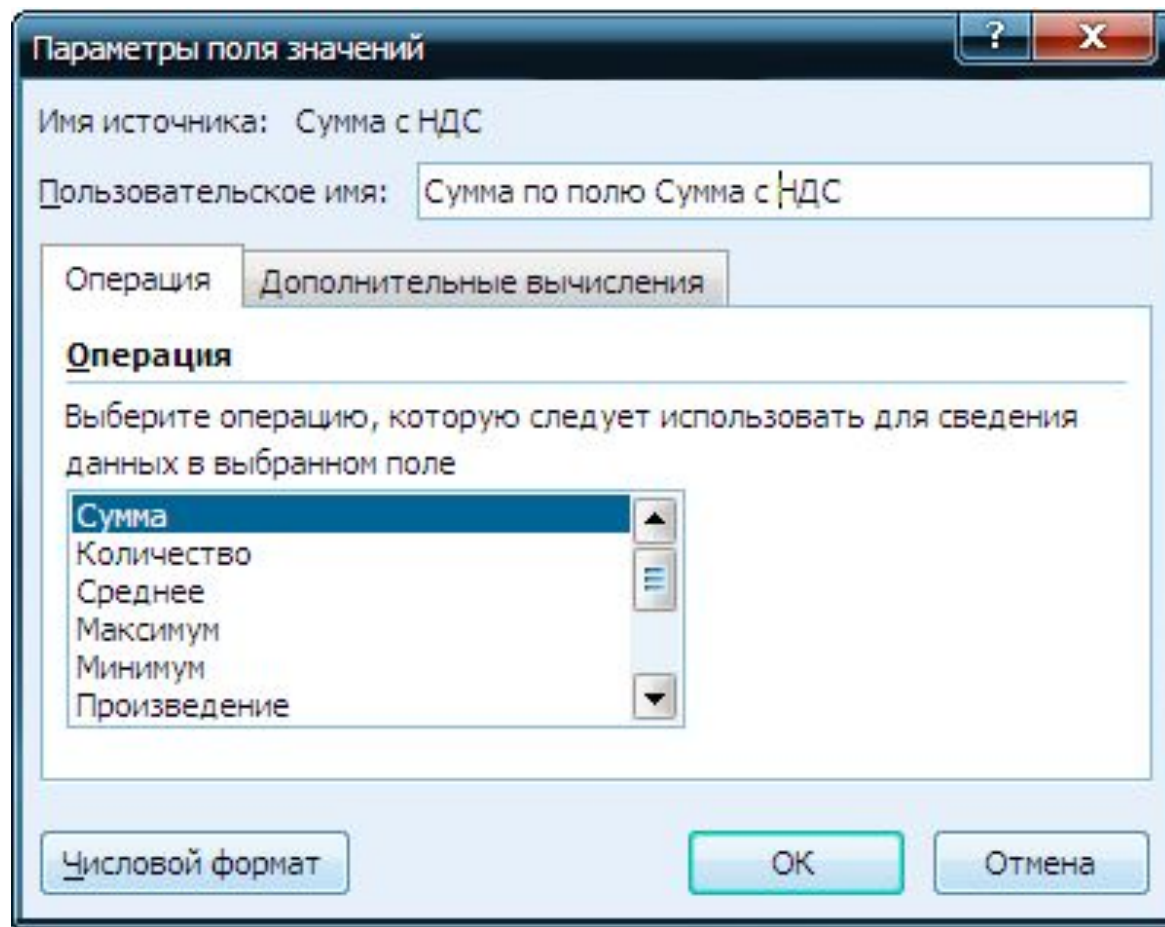 Параметры поля значений
?
X
Имя источника: Сумма с НДС
Пользовательское имя: Сумма по полю Сумма с НДС
Операция
Дополнительные вычисления
Операция
Выберите операцию, которую следует использовать для сведения
данных в выбранном поле
Сумма
Количество
Среднее
Максимум
Минимум
Произведение
Числовой формат
ОК
Отмена